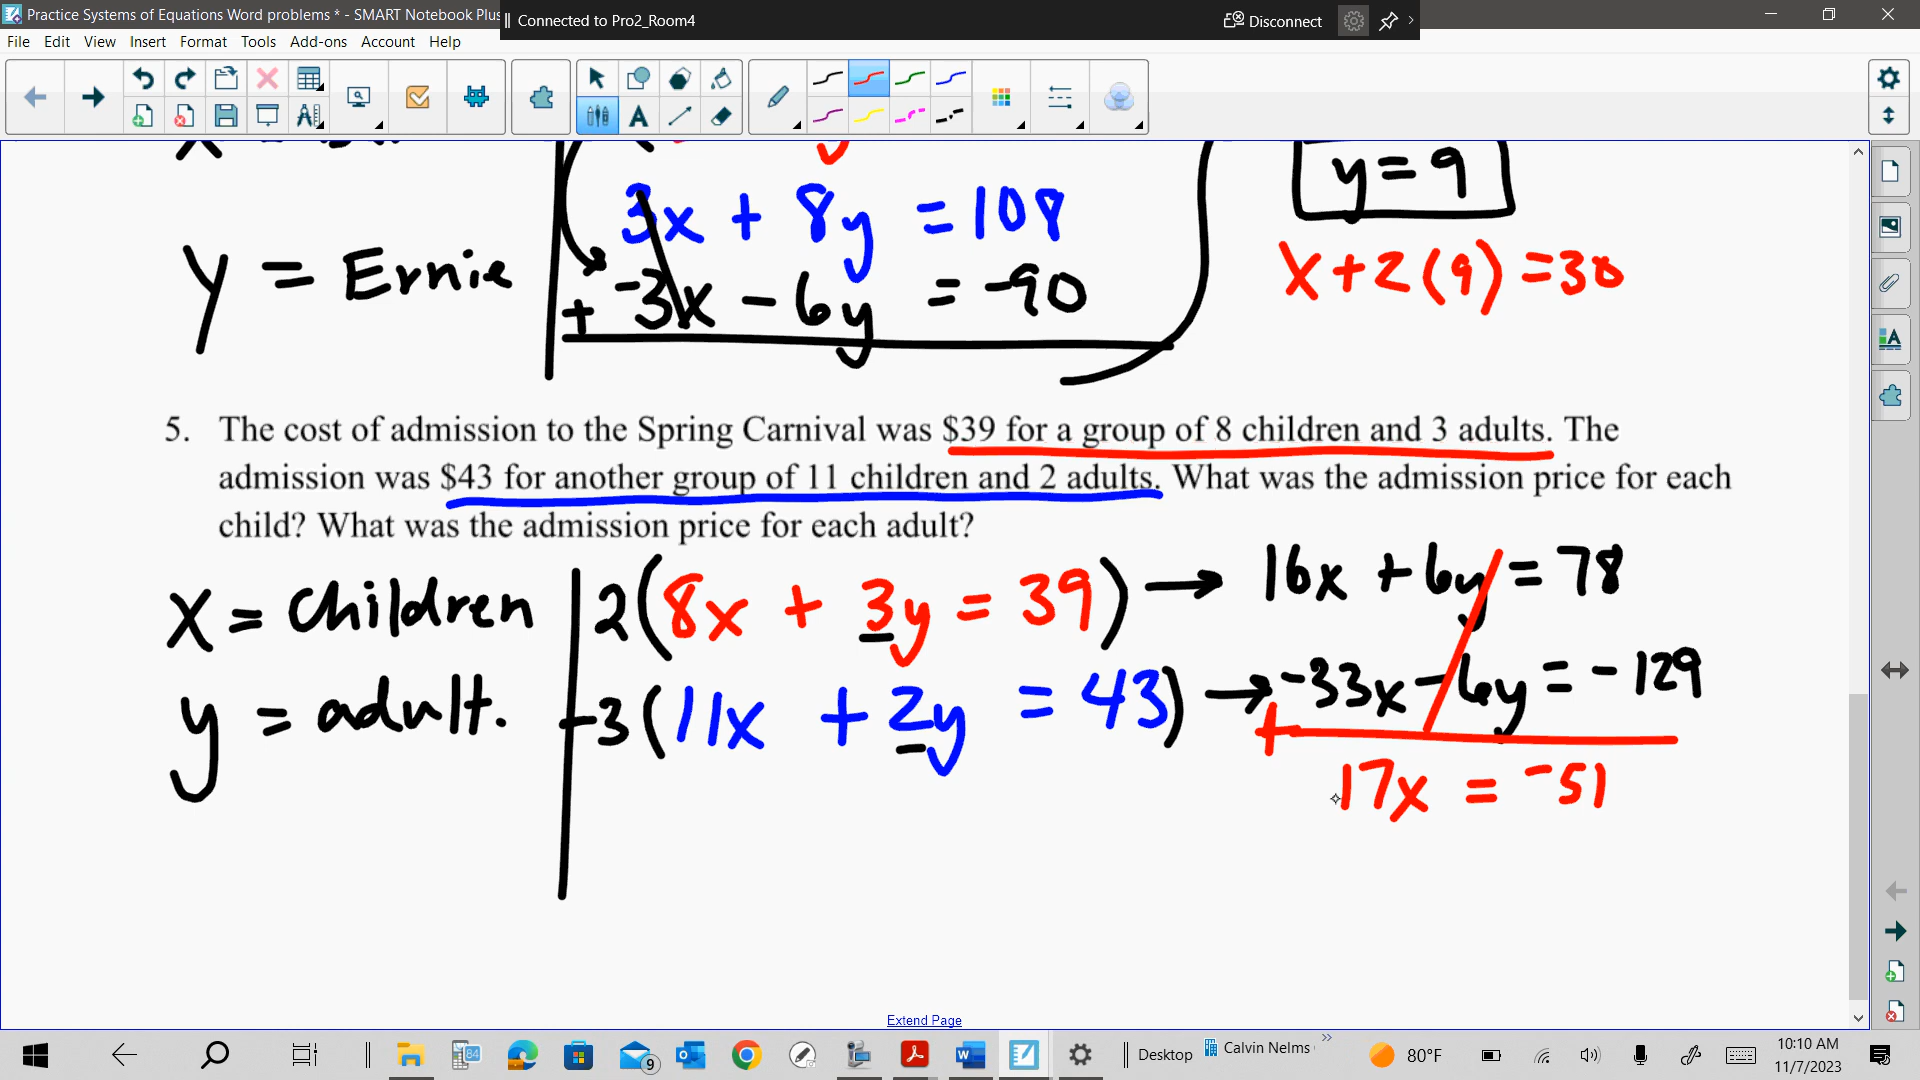 Practice Systems of Equations Word problems * - SMART Notebook Plus
Connected to Pro2_Room4
Disconnect
File Edit View Insert Format Tools Add-ons Account Help
y = 9
3x + 8y = 108
y = Ernie
+ -3x - 6y = -90
x + 2(9) = 30
5. The cost of admission to the Spring Carnival was $39 for a group of 8 children and 3 adults. The
admission was $43 for another group of 11 children and 2 adults. What was the admission price for each
child? What was the admission price for each adult?
x = children
2(8x + 3y = 39) → 16x + 6y = 78
y = adult.
-3(11x + 2y = 43) → -33x - 6y = -129
+
17x = -51
Extend Page
84
9
Desktop
Calvin Nelms
80°F
10:10 AM
11/7/2023